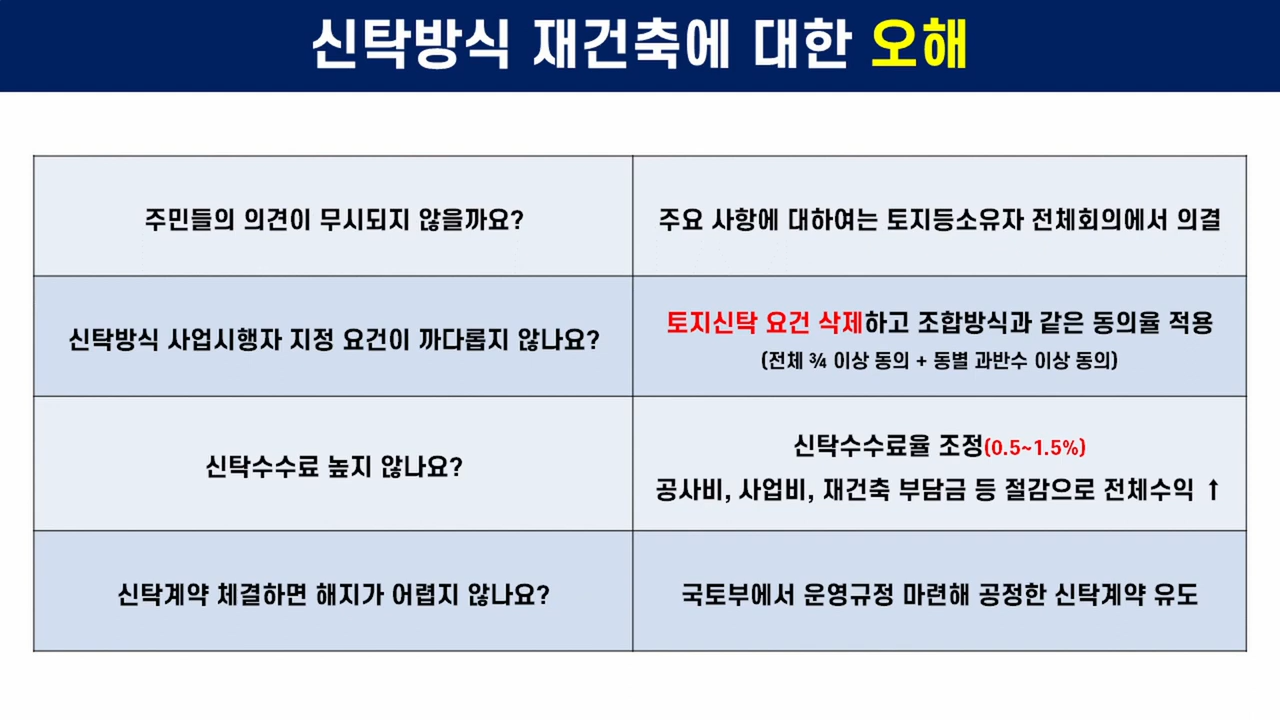 신탁방식 재건축에 대한 오해
주민들의 의견이 무시되지 않을까요?
주요 사항에 대하여는 토지등소유자 전체회의에서 의결
신탁방식 사업시행자 지정 요건이 까다롭지 않나요?
토지신탁 요건 삭제하고 조합방식과 같은 동의율 적용
(전체 ¾ 이상 동의 + 동별 과반수 이상 동의)
신탁수수료 높지 않나요?
신탁수수료율 조정(0.5~1.5%)
공사비, 사업비, 재건축 부담금 등 절감으로 전체수익 ↑
신탁계약 체결하면 해지가 어렵지 않나요?
국토부에서 운영규정 마련해 공정한 신탁계약 유도